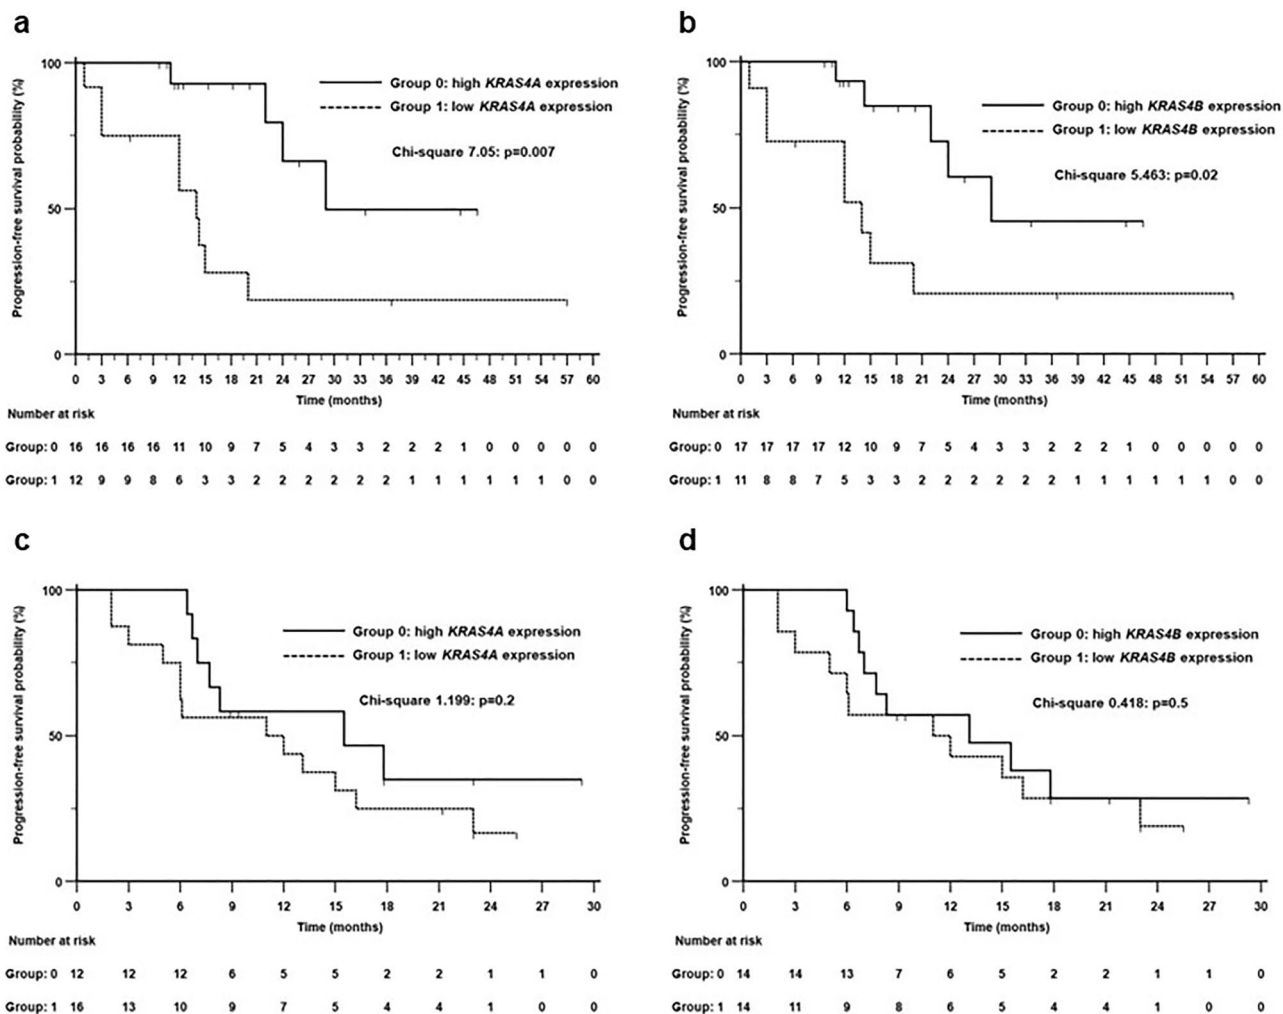 a
Progression-free survival probability (%)
100
50
0
Group 0: high KRAS4A expression
Group 1: low KRAS4A expression
Chi-square 7.05: p=0.007
0 3 6 9 12 15 18 21 24 27 30 33 36 39 42 45 48 51 54 57 60
Time (months)
Number at risk
Group: 0 16 16 16 16 11 10 9 7 5 4 3 3 2 2 2 1 0 0 0 0 0
Group: 1 12 9 9 8 6 3 3 2 2 2 2 2 2 1 1 1 1 1 1 0 0
b
Progression-free survival probability (%)
100
50
0
Group 0: high KRAS4B expression
Group 1: low KRAS4B expression
Chi-square 5.463: p=0.02
0 3 6 9 12 15 18 21 24 27 30 33 36 39 42 45 48 51 54 57 60
Time (months)
Number at risk
Group: 0 17 17 17 17 12 10 9 7 5 4 3 3 2 2 2 1 0 0 0 0 0
Group: 1 11 8 8 7 5 3 3 2 2 2 2 2 2 1 1 1 1 1 1 0 0
c
Progression-free survival probability (%)
100
50
0
Group 0: high KRAS4A expression
Group 1: low KRAS4A expression
Chi-square 1.199: p=0.2
0 3 6 9 12 15 18 21 24 27 30
Time (months)
Number at risk
Group: 0 12 12 12 6 5 5 2 2 1 1 0
Group: 1 16 13 10 9 7 5 4 4 1 0 0
d
Progression-free survival probability (%)
100
50
0
Group 0: high KRAS4B expression
Group 1: low KRAS4B expression
Chi-square 0.418: p=0.5
0 3 6 9 12 15 18 21 24 27 30
Time (months)
Number at risk
Group: 0 14 14 13 7 6 5 2 2 1 1 0
Group: 1 14 11 9 8 6 5 4 4 1 0 0